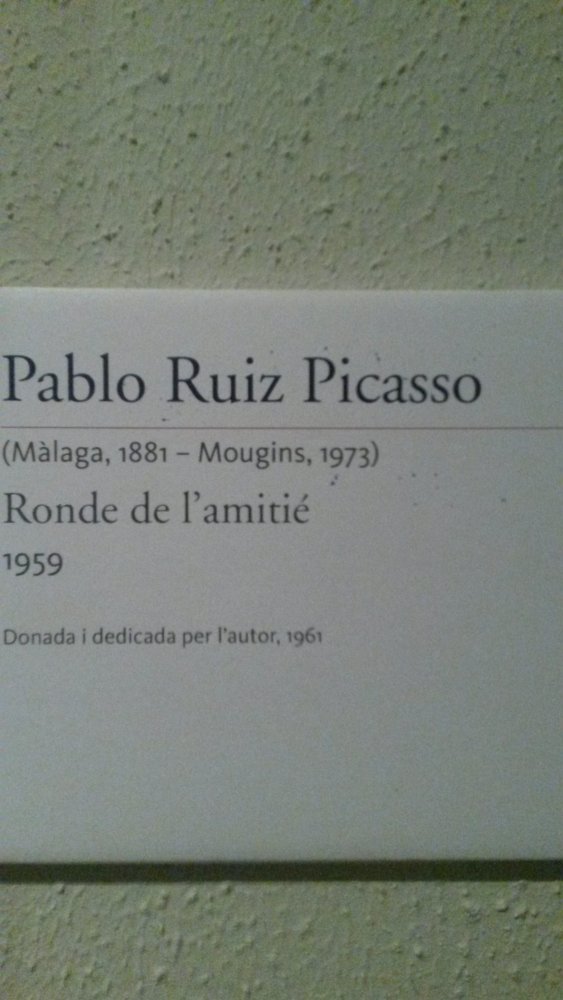 Pablo Ruiz Picasso
(Màlaga, 1881 – Mougins, 1973)
Ronde de l'amitié
1959
Donada i dedicada per l'autor, 1961